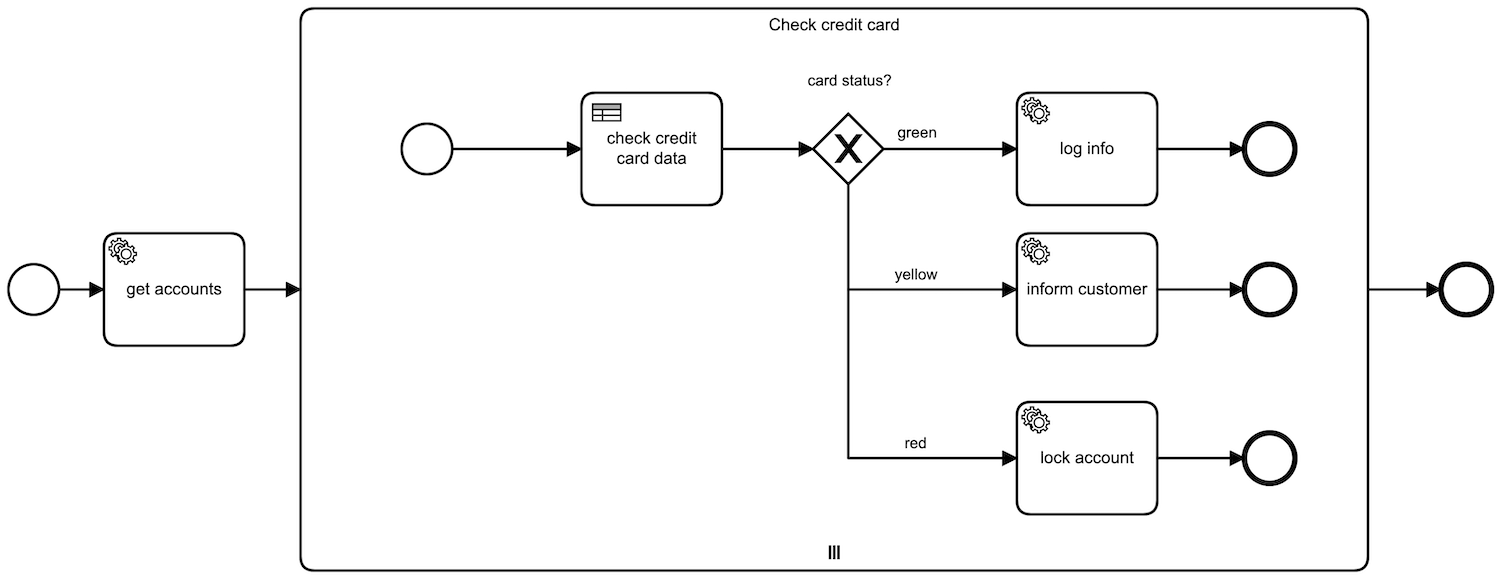 Check credit card
card status?
check credit
card data
green
log info
get accounts
yellow
inform customer
red
lock account